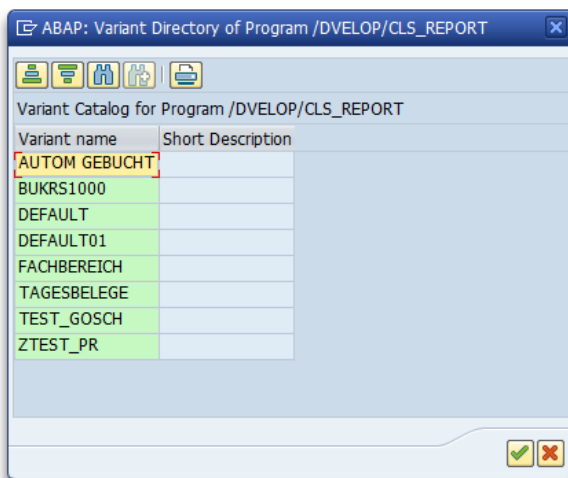 ABAP: Variant Directory of Program /DVELOP/CLS_REPORT
Variant Catalog for Program /DVELOP/CLS_REPORT
Variant name Short Description
AUTOM GEBUCHT
BUKRS1000
DEFAULT
DEFAULT01
FACHBEREICH
TAGESBELEGE
TEST_GOSCH
ZTEST_PR